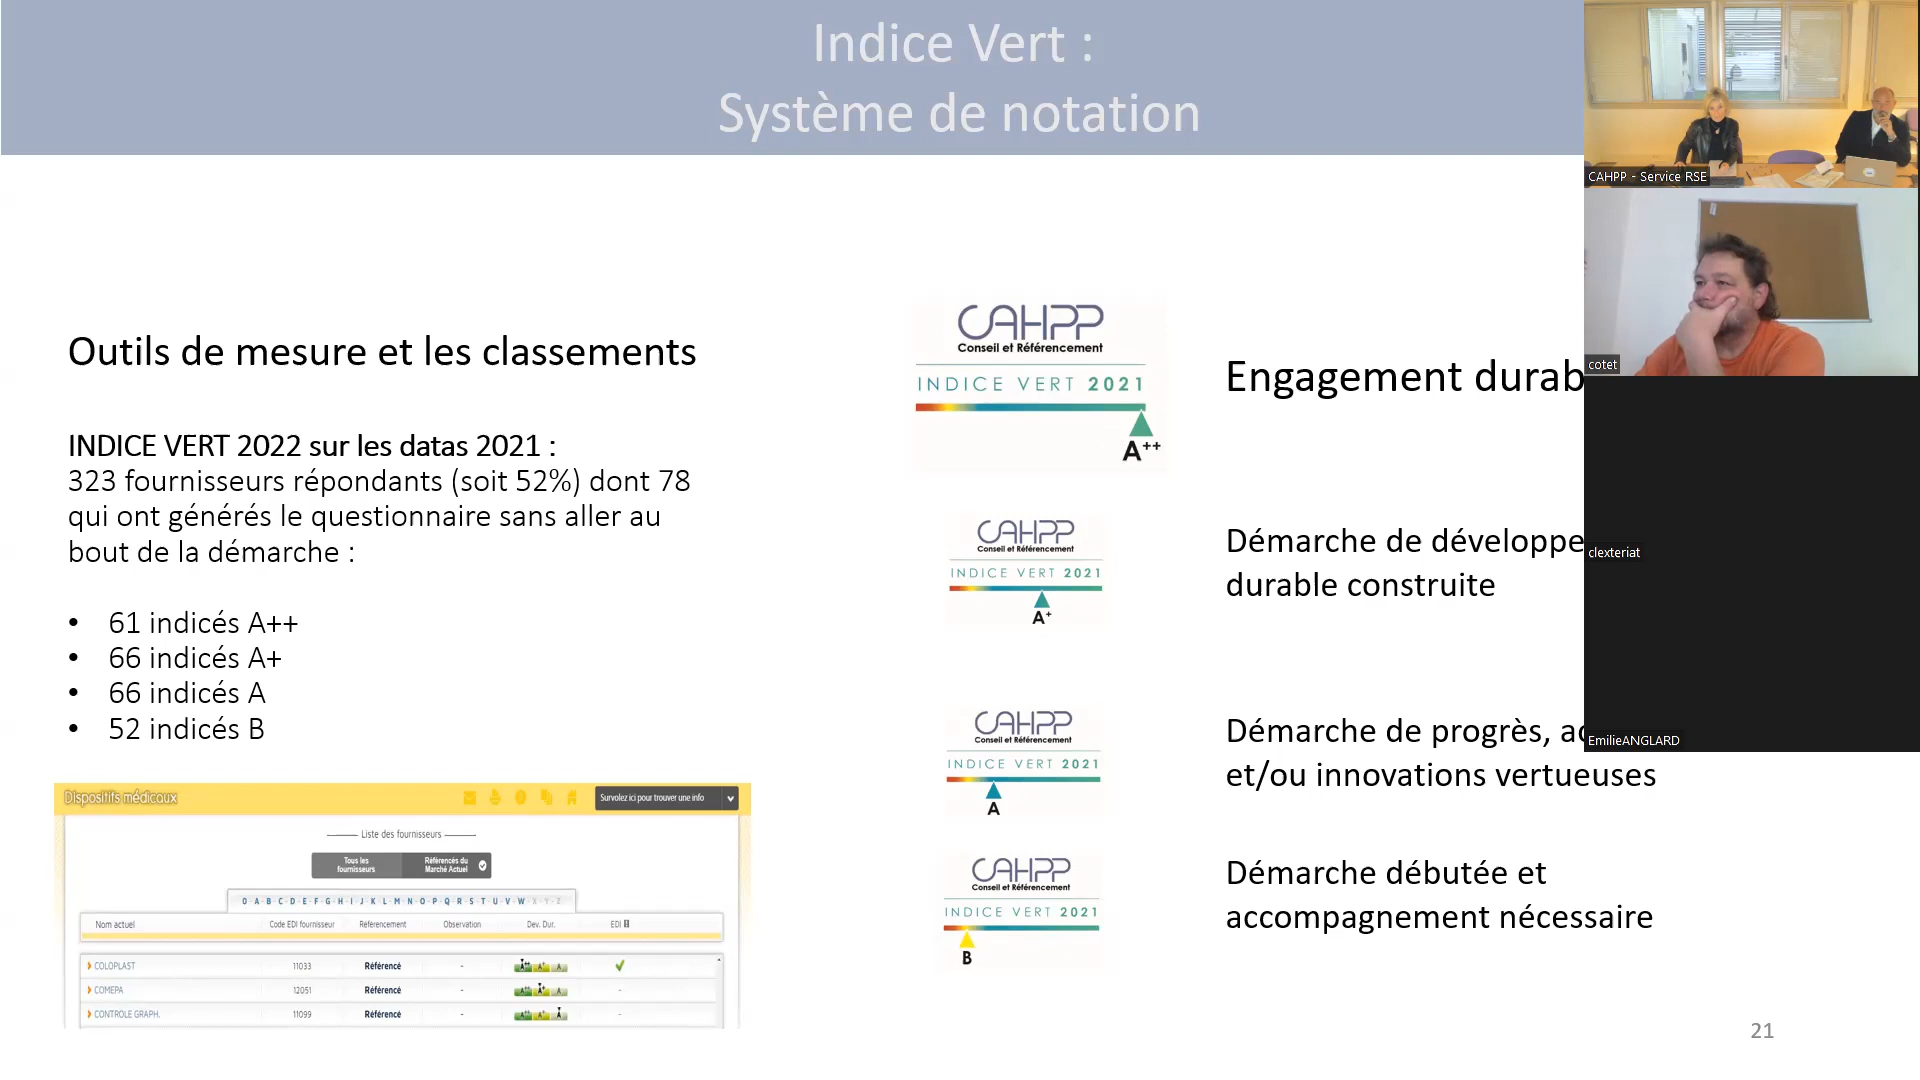 Indice Vert :
Système de notation
Outils de mesure et les classements
INDICE VERT 2022 sur les datas 2021 :
323 fournisseurs répondants (soit 52%) dont 78
qui ont générés le questionnaire sans aller au
bout de la démarche :
• 61 indicés A++
• 66 indicés A+
• 66 indicés A
• 52 indicés B
Dispositifs médicaux
Survolez ici pour trouver une info
Liste des fournisseurs
Tous les
fournisseurs
Référencés du
Marché Actuel
0 - A - B - C - D - E - F - G - H - I - J - K - L - M - N - O - P - Q - R - S - T - U - V - W - X - Y - Z
Nom actuel Code EDI fournisseur Référencement Observation Dev. Dur. EDI
COLOPLAST 11033 Référencé - A++ A+ A
COMEPA 12051 Référencé - A++ A+ A -
CONTROLE GRAPH. 11099 Référencé - A++ A+ A -
CAHPP
Conseil et Référencement
INDICE VERT 2021
A++
Engagement durab
CAHPP
Conseil et Référencement
INDICE VERT 2021
A+
Démarche de développe
durable construite
CAHPP
Conseil et Référencement
INDICE VERT 2021
A
Démarche de progrès, ac
et/ou innovations vertueuses
CAHPP
Conseil et Référencement
INDICE VERT 2021
B
Démarche débutée et
accompagnement nécessaire
21
CAHPP - Service RSE
cotet
clexteriat
EmilieANGLARD